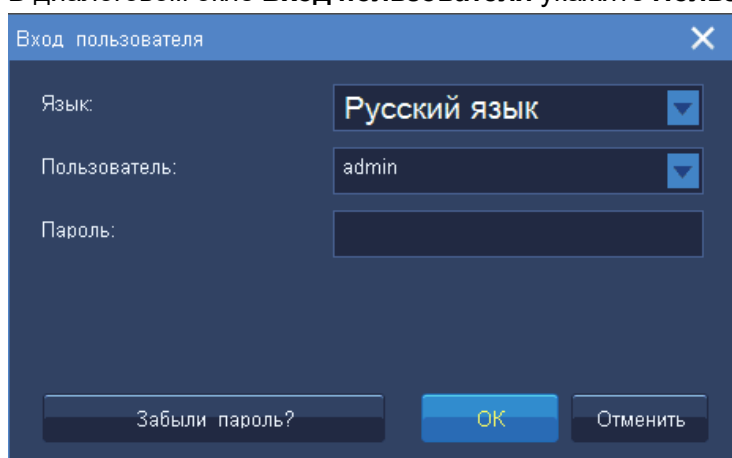 Вход пользователя
Язык:
Русский язык
Пользователь:
admin
Пароль:
Забыли пароль?
OK
Отменить